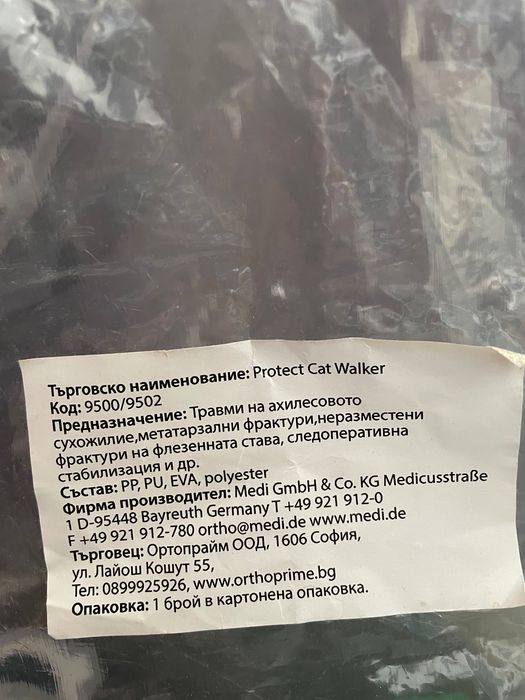 Търговско наименование: Protect Cat Walker
Код: 9500/9502
Предназначение: Травми на ахилесовото
сухожилие,метатарзални фрактури,неразместени
фрактури на флезенната става, следоперативна
стабилизация и др.
Състав: PP, PU, EVA, polyester
Фирма производител: Medi GmbH & Co. KG Medicusstraße
1 D-95448 Bayreuth Germany T +49 921 912-0
F +49 921 912-780 ortho@medi.de www.medi.de
Търговец: Ортопрайм ООД, 1606 София,
ул. Лайош Кошут 55,
Тел: 0899925926, www.orthoprime.bg
Опаковка: 1 брой в картонена опаковка.